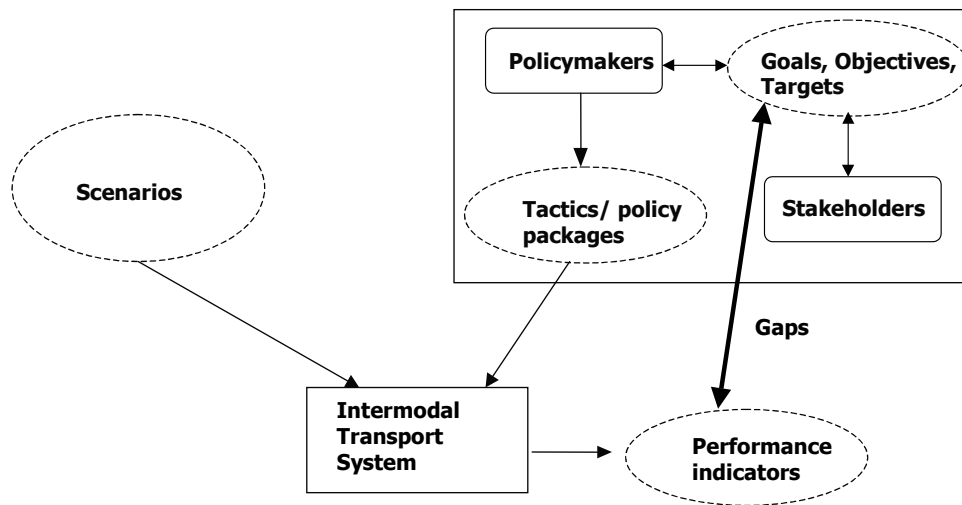 Policymakers
Goals, Objectives,
Targets
Scenarios
Tactics/ policy
packages
Stakeholders
Gaps
Intermodal
Transport
System
Performance
indicators